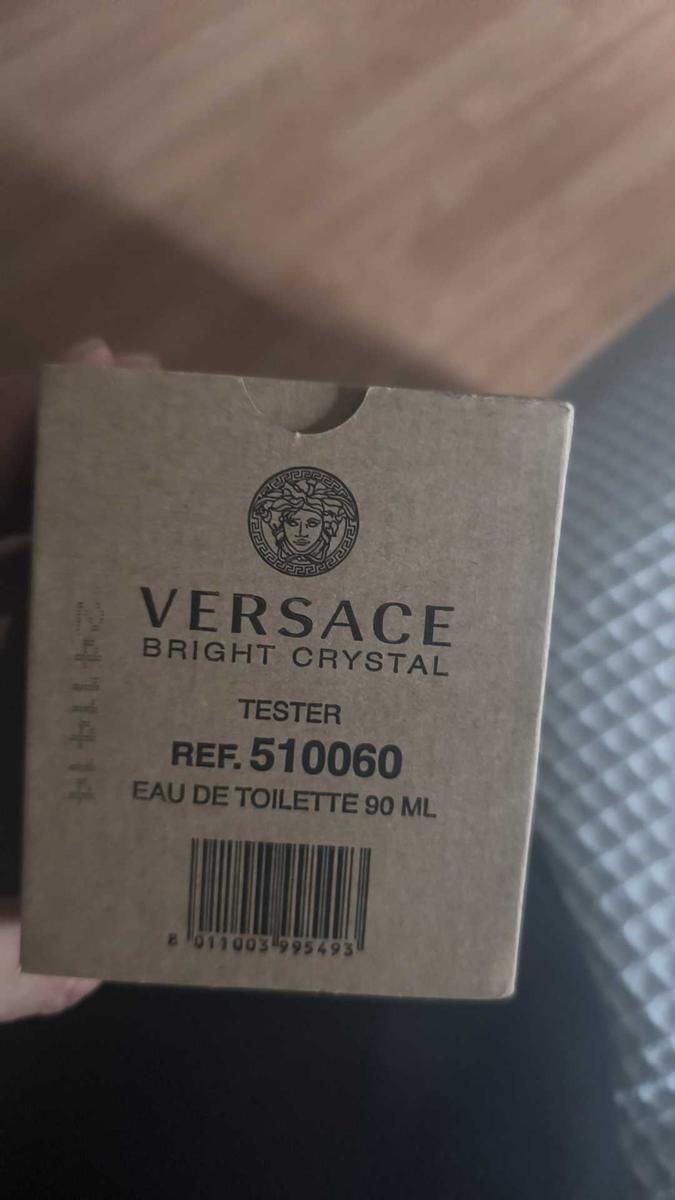 VERSACE
BRIGHT CRYSTAL
TESTER
REF. 510060
EAU DE TOILETTE 90 ML
8 011003 995493